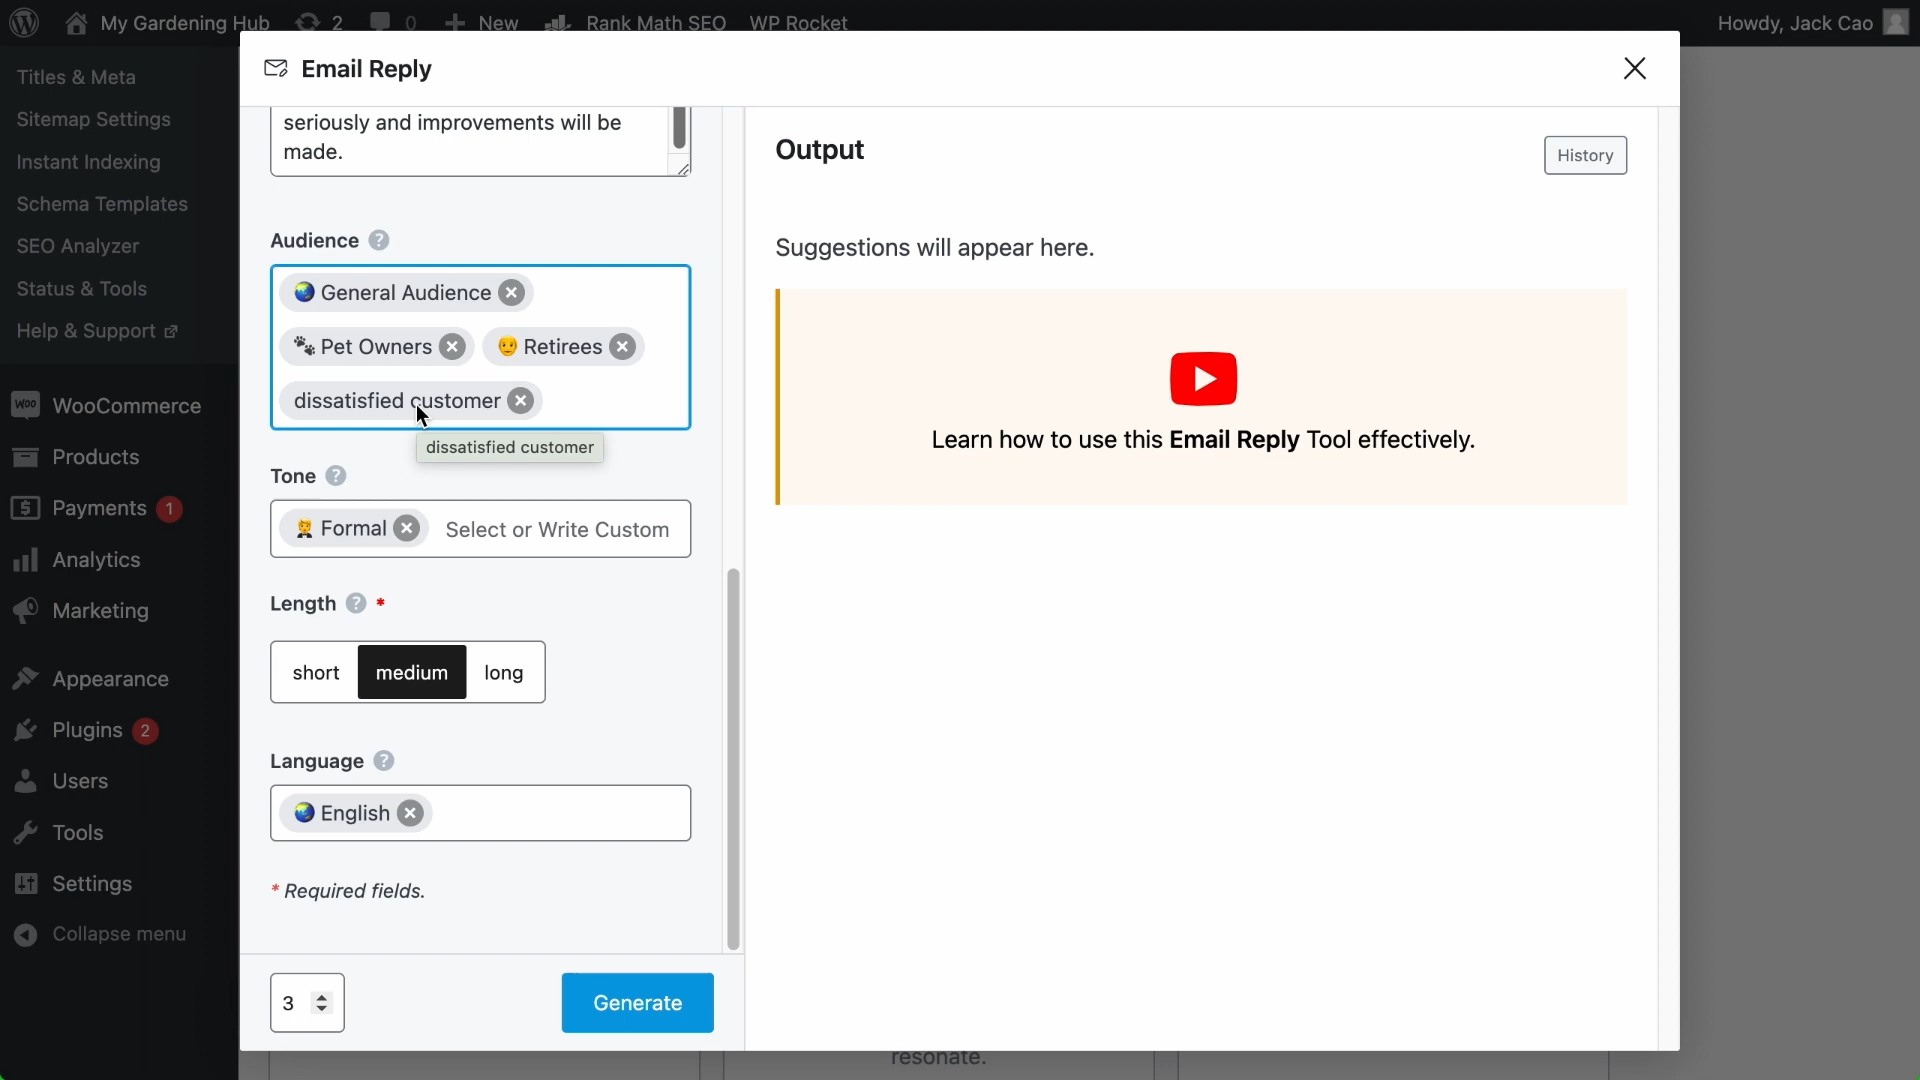 My Gardening Hub 2 0 New Rank Math SEO WP Rocket Howdy, Jack Cao
Titles & Meta
Sitemap Settings
Instant Indexing
Schema Templates
SEO Analyzer
Status & Tools
Help & Support
WOO WooCommerce
Products
Payments 1
Analytics
Marketing
Appearance
Plugins 2
Users
Tools
Settings
Collapse menu
Email Reply
seriously and improvements will be
made.
Audience ?
General Audience
Pet Owners Retirees
dissatisfied customer
dissatisfied customer
Tone ?
Formal Select or Write Custom
Length ? *
short medium long
Language ?
English
* Required fields.
3 Generate
Output
History
Suggestions will appear here.
Learn how to use this Email Reply Tool effectively.
resonate.